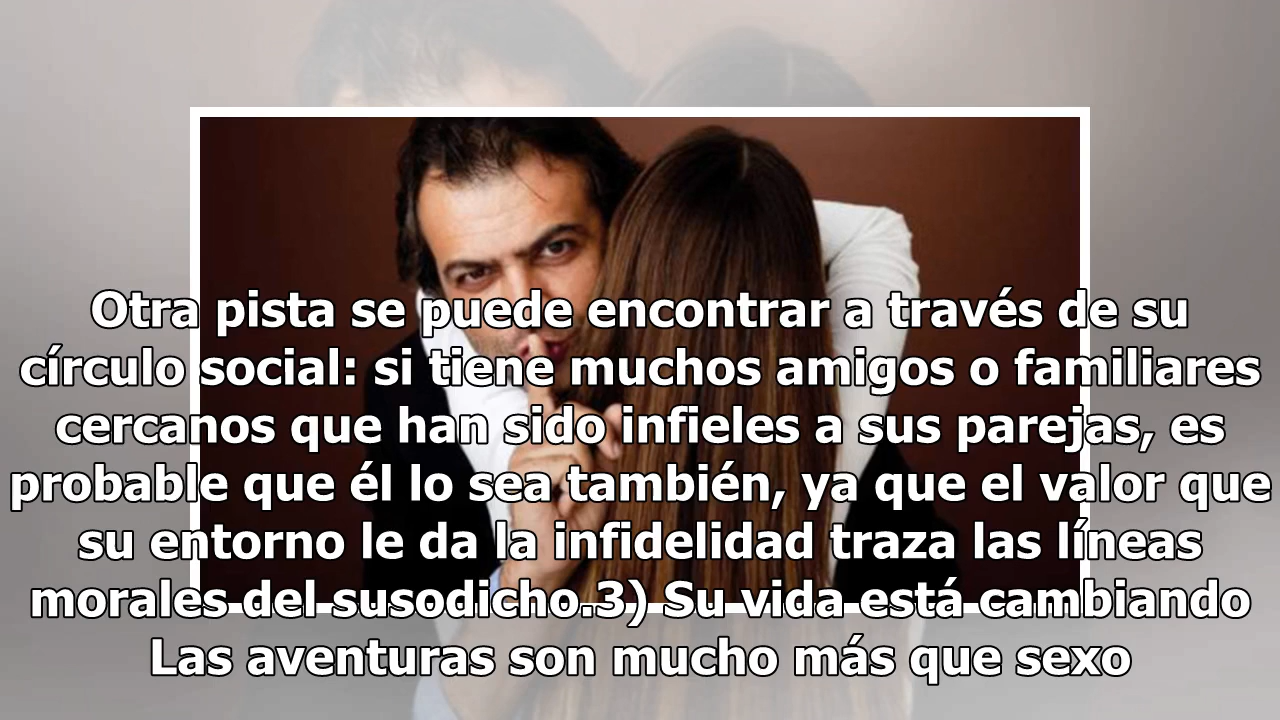 Otra pista se puede encontrar a través de su
círculo social: si tiene muchos amigos o familiares
cercanos que han sido infieles a sus parejas, es
probable que él lo sea también, ya que el valor que
su entorno le da la infidelidad traza las líneas
morales del susodicho.3) Su vida está cambiando
Las aventuras son mucho más que sexo